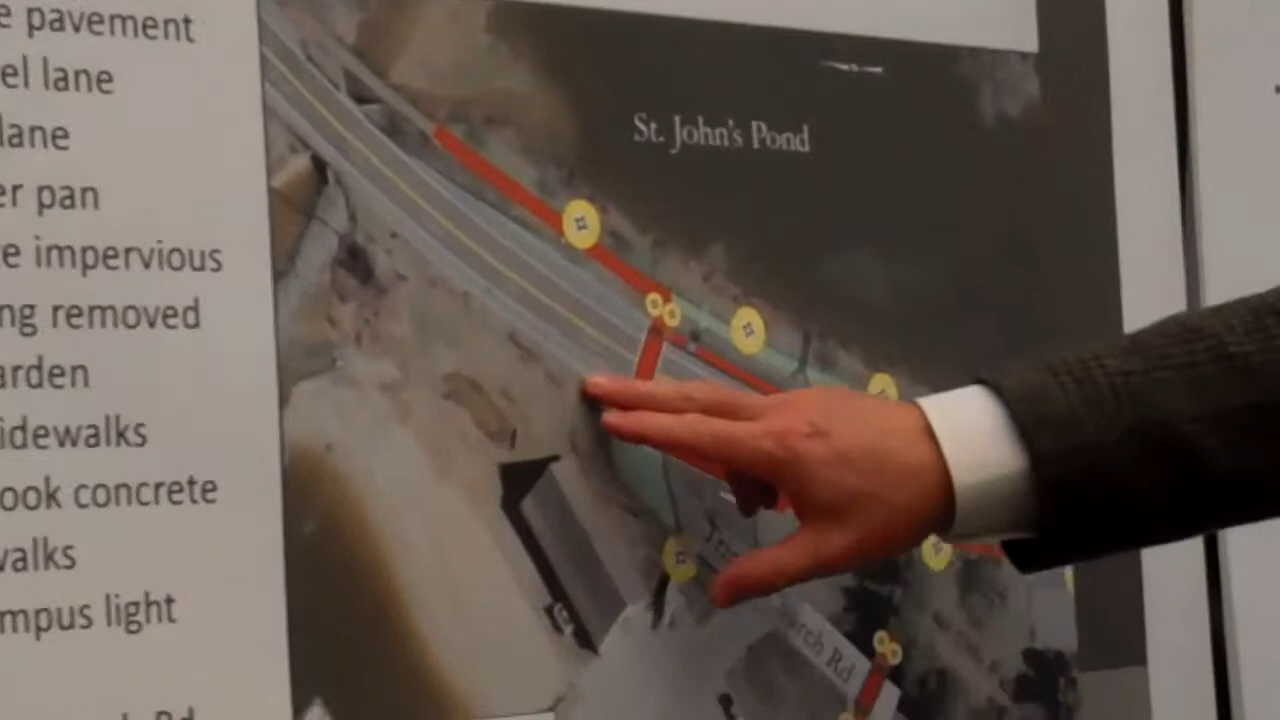 e pavement
el lane
lane
er pan
te impervious
ng removed
arden
idewalks
ook concrete
walks
mpus light
St. John's Pond
rch Rd